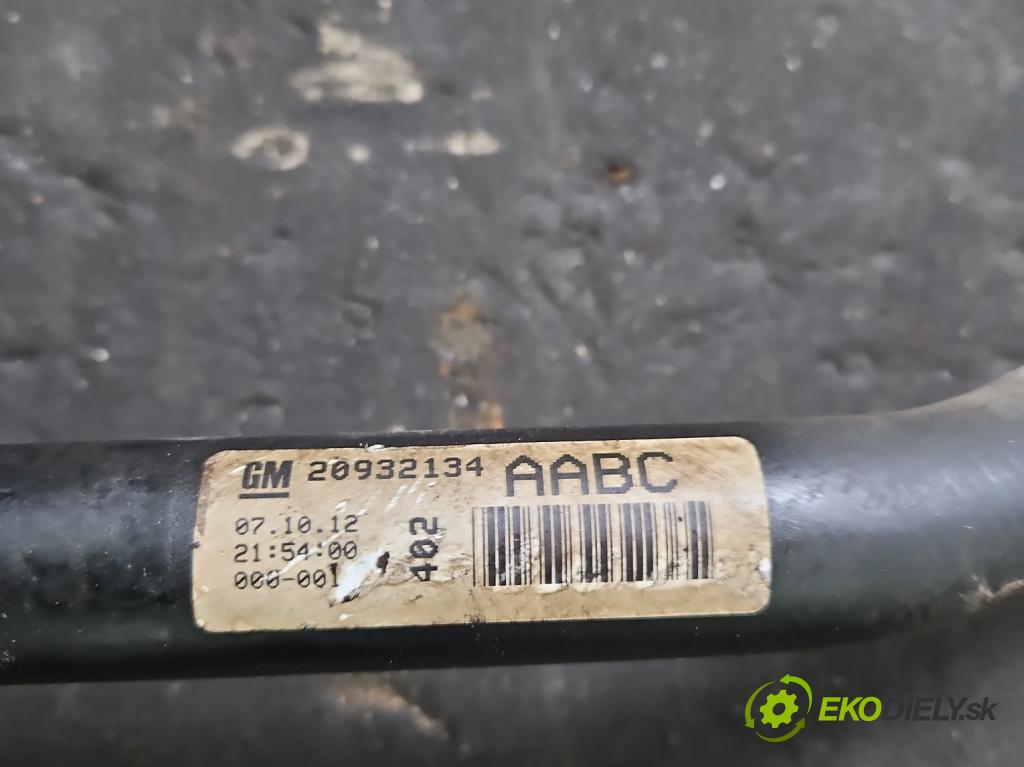 GM 20932134 AABC
07.10.12
21:54:00
000-001
402
EKODIELY.sk